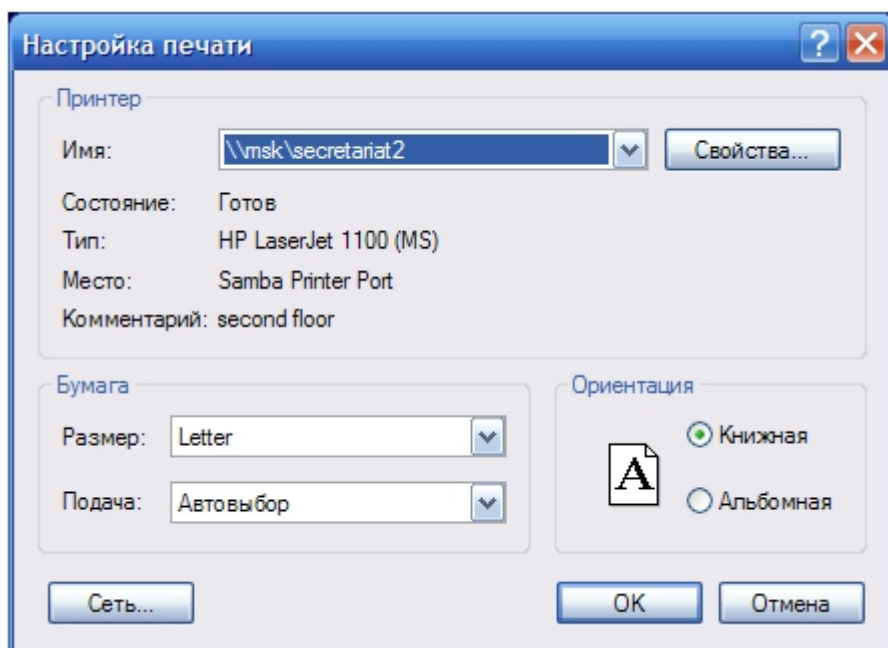 Настройка печати
Принтер
Имя: \\msk\secretariat2 Свойства...
Состояние: Готов
Тип: HP LaserJet 1100 (MS)
Место: Samba Printer Port
Комментарий: second floor
Бумага
Размер: Letter
Подача: Автовыбор
Ориентация
A
Книжная
Альбомная
Сеть... OK Отмена